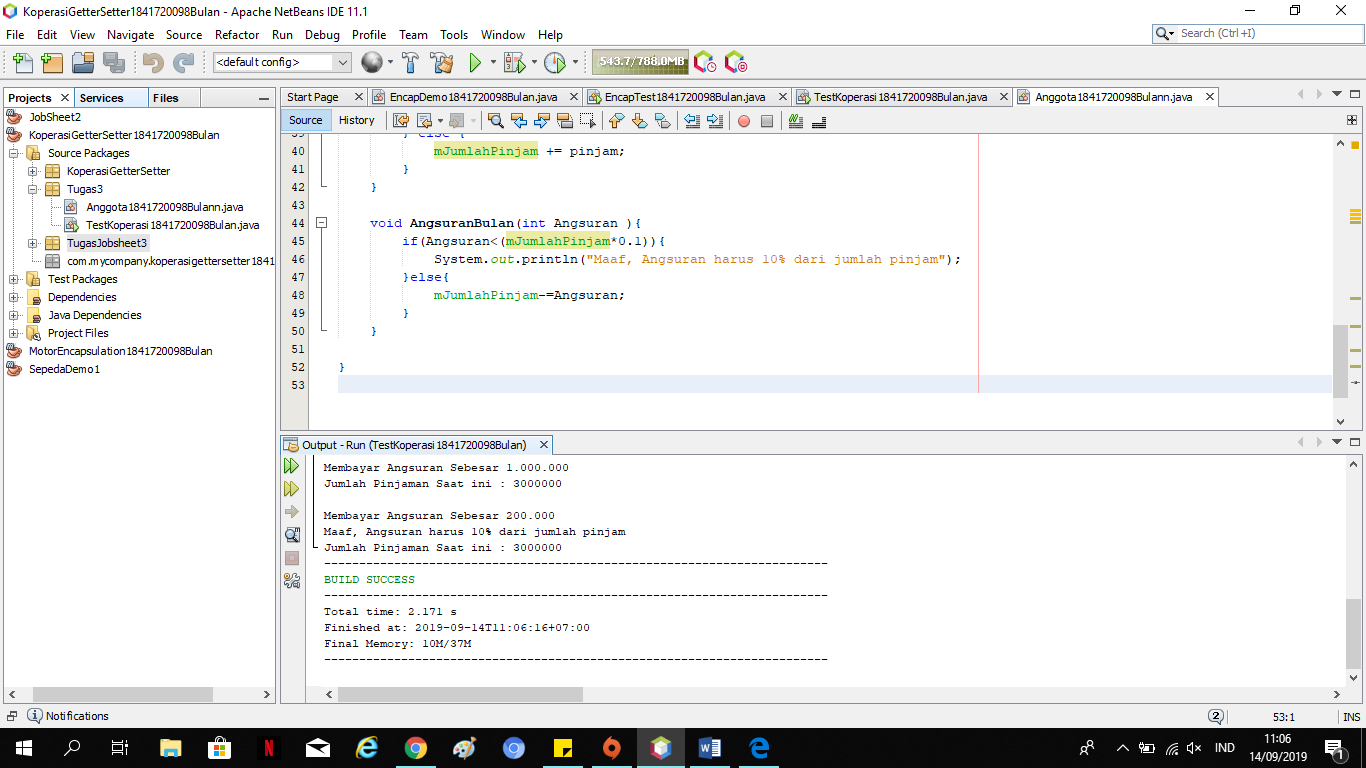 KoperasiGetterSetter1841720098Bulan - Apache NetBeans IDE 11.1
File Edit View Navigate Source Refactor Run Debug Profile Team Tools Window Help
Search (Ctrl+I)
<default config>
543.7/788.0MB
Projects Services Files
Start Page EncapDemo1841720098Bulan.java EncapTest1841720098Bulan.java TestKoperasi1841720098Bulan.java Anggota1841720098Bulann.java
Source History
JobSheet2
KoperasiGetterSetter1841720098Bulan
Source Packages
KoperasiGetterSetter
Tugas3
Anggota1841720098Bulann.java
TestKoperasi1841720098Bulan.java
TugasJobsheet3
com.mycompany.koperasigettersetter1841
Test Packages
Dependencies
Java Dependencies
Project Files
MotorEncapsulation1841720098Bulan
SepedaDemo1
39 } else {
40 mJumlahPinjam += pinjam;
41 }
42 }
43
44 void AngsuranBulan(int Angsuran ){
45 if(Angsuran<(mJumlahPinjam*0.1)){
46 System.out.println("Maaf, Angsuran harus 10% dari jumlah pinjam");
47 }else{
48 mJumlahPinjam-=Angsuran;
49 }
50 }
51
52 }
53
Output - Run (TestKoperasi1841720098Bulan)
Membayar Angsuran Sebesar 1.000.000
Jumlah Pinjaman Saat ini : 3000000
Membayar Angsuran Sebesar 200.000
Maaf, Angsuran harus 10% dari jumlah pinjam
Jumlah Pinjaman Saat ini : 3000000
------------------------------------------------------------------------
BUILD SUCCESS
------------------------------------------------------------------------
Total time: 2.171 s
Finished at: 2019-09-14T11:06:16+07:00
Final Memory: 10M/37M
------------------------------------------------------------------------
Notifications
2
53:1
INS
IND
11:06
14/09/2019
1